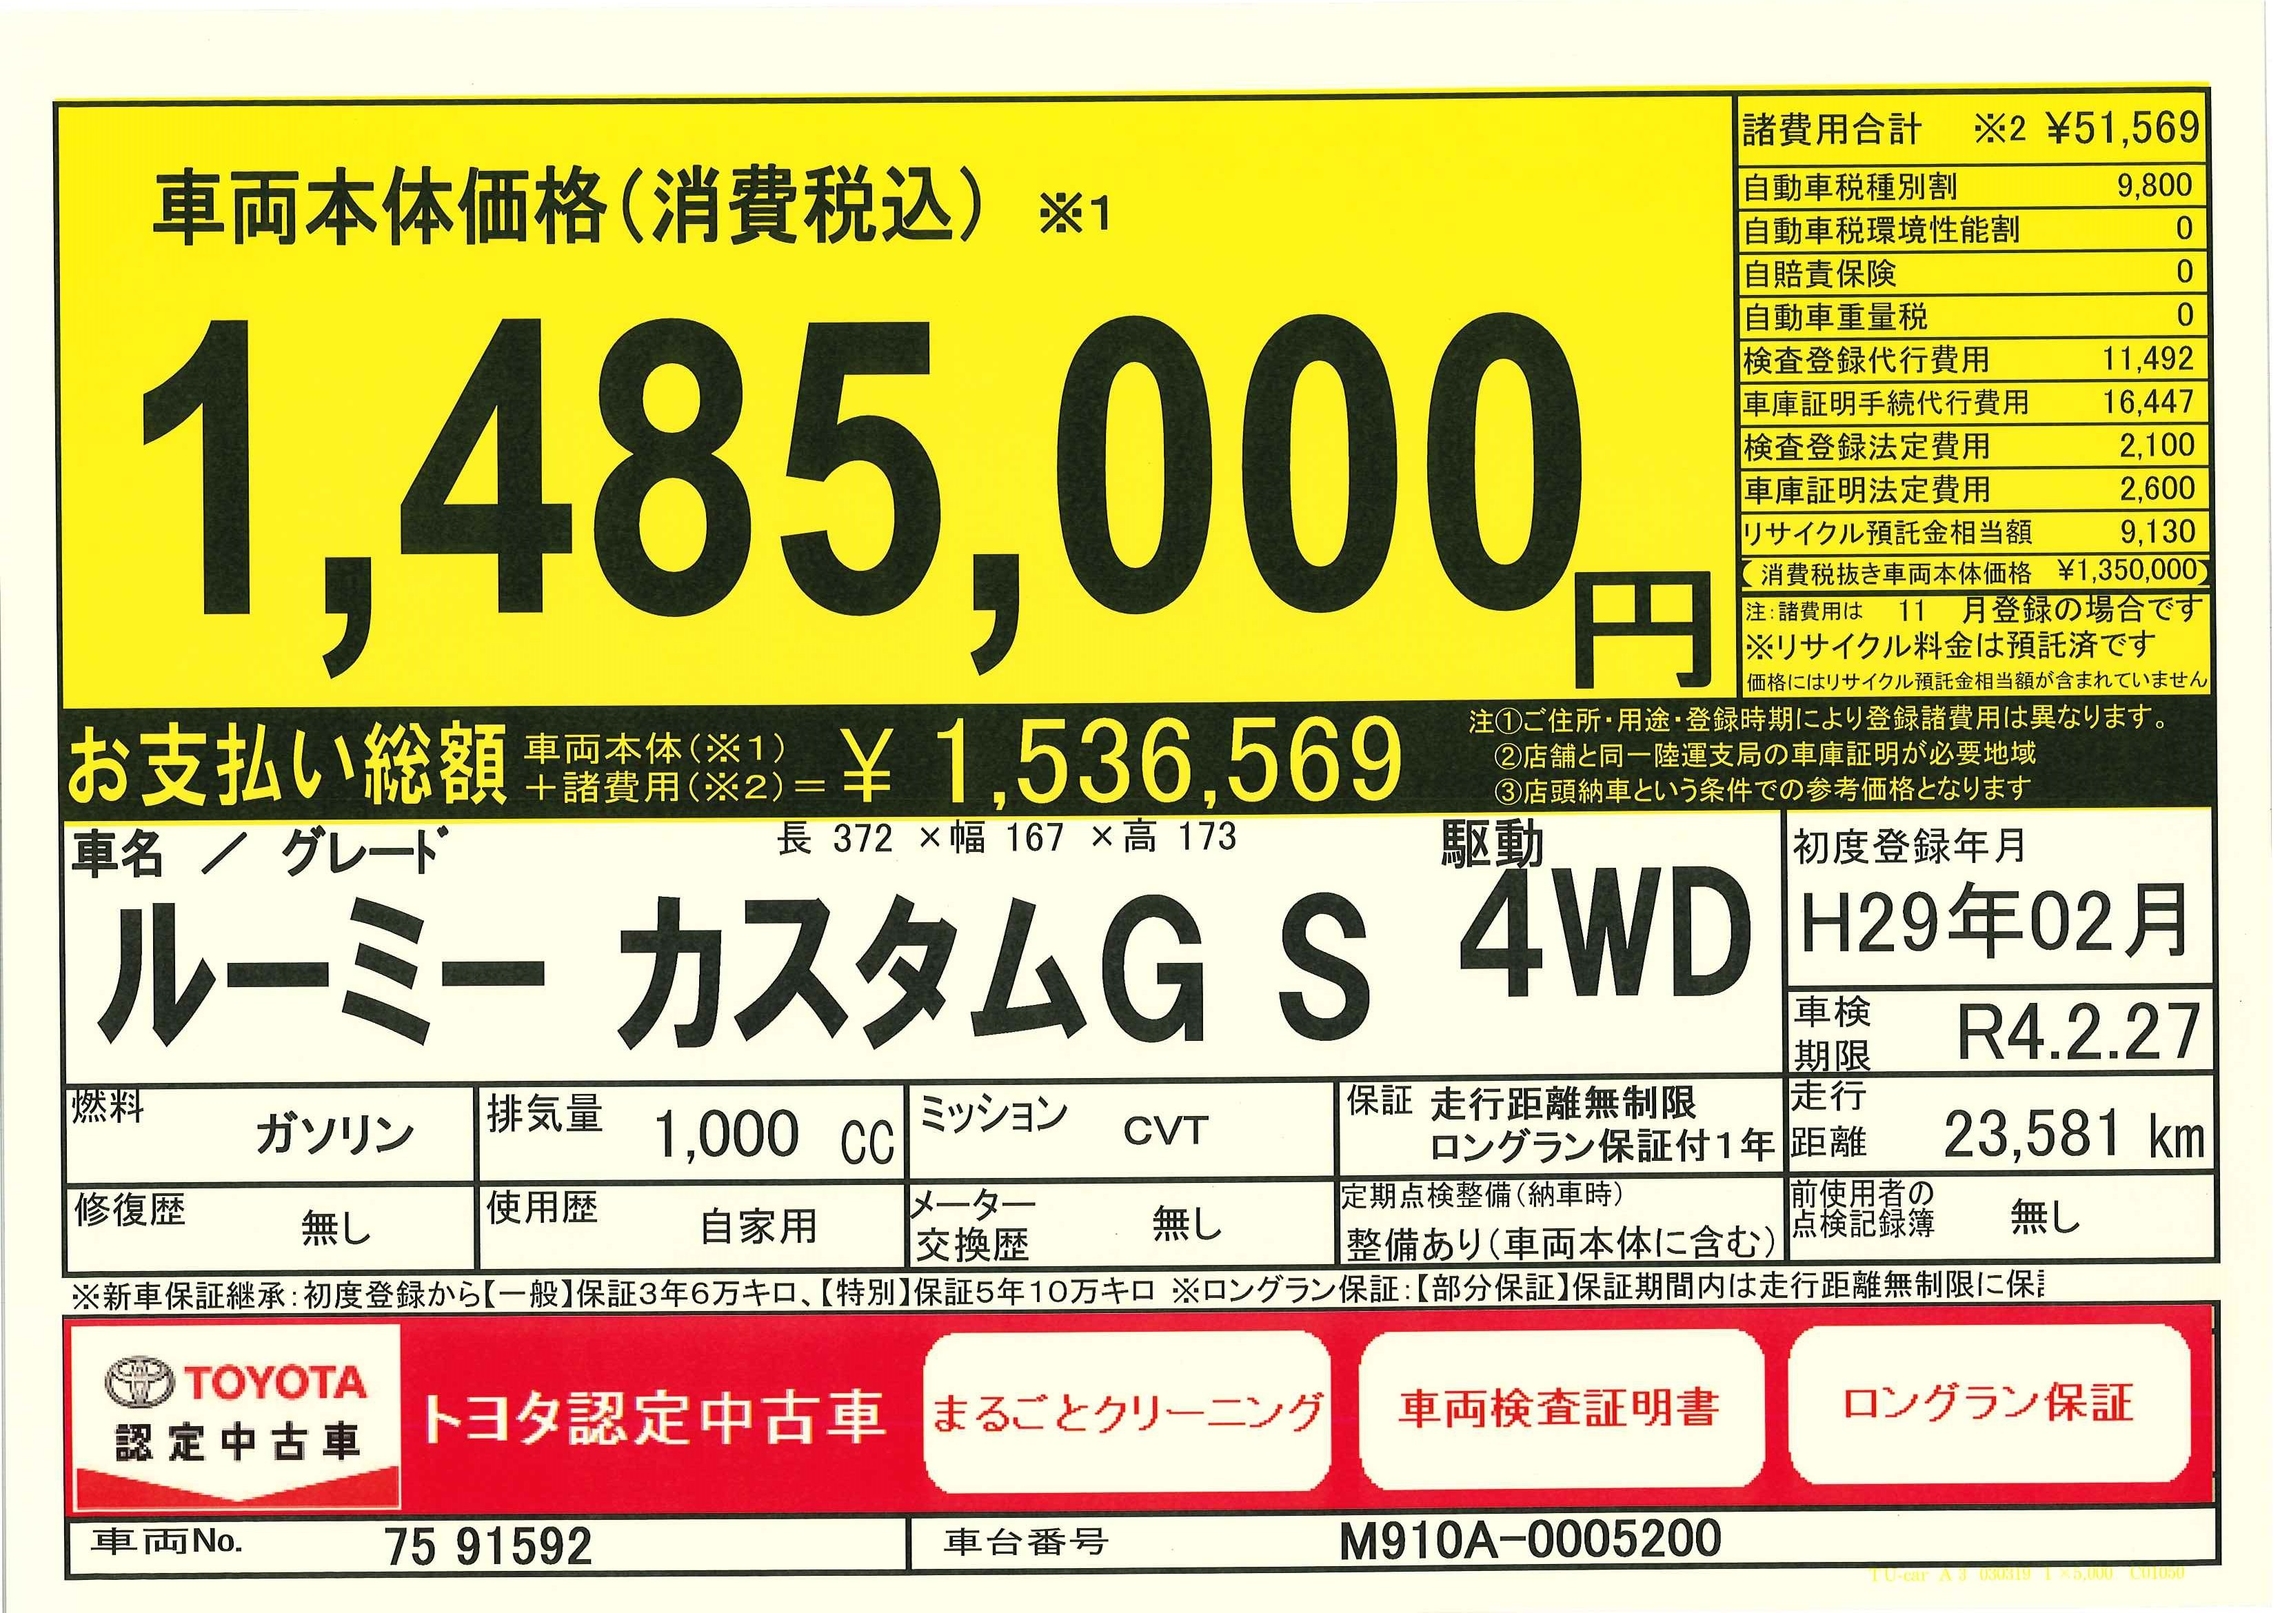 車両本体価格(消費税込) ※1
1,485,000円
諸費用合計 ※2 ¥51,569
自動車税種別割 9,800
自動車税環境性能割 0
自賠責保険 0
自動車重量税 0
検査登録代行費用 11,492
車庫証明手続代行費用 16,447
検査登録法定費用 2,100
車庫証明法定費用 2,600
リサイクル預託金相当額 9,130
(消費税抜き車両本体価格 ¥1,350,000)
注:諸費用は 11 月登録の場合です
※リサイクル料金は預託済です
価格にはリサイクル預託金相当額が含まれていません
お支払い総額 車両本体(※1)
+諸費用(※2)= ¥ 1,536,569
注①ご住所・用途・登録時期により登録諸費用は異なります。
②店舗と同一陸運支局の車庫証明が必要地域
③店頭納車という条件での参考価格となります
車名 / グレード 長 372 ×幅 167 ×高 173
ルーミー カスタムG S
駆動
4WD
初度登録年月
H29年02月
車検期限 R4.2.27
燃料 ガソリン
排気量 1,000 CC
ミッション CVT
保証 走行距離無制限
ロングラン保証付1年
走行距離 23,581 km
修復歴 無し
使用歴 自家用
メーター交換歴 無し
定期点検整備(納車時)
整備あり(車両本体に含む)
前使用者の点検記録簿 無し
※新車保証継承:初度登録から【一般】保証3年6万キロ、【特別】保証5年10万キロ ※ロングラン保証:【部分保証】保証期間内は走行距離無制限に保
TOYOTA
認定中古車
トヨタ認定中古車
まるごとクリーニング
車両検査証明書
ロングラン保証
車両No. 75 91592
車台番号 M910A-0005200
TU-car A3 030319 1×5,000 C01050